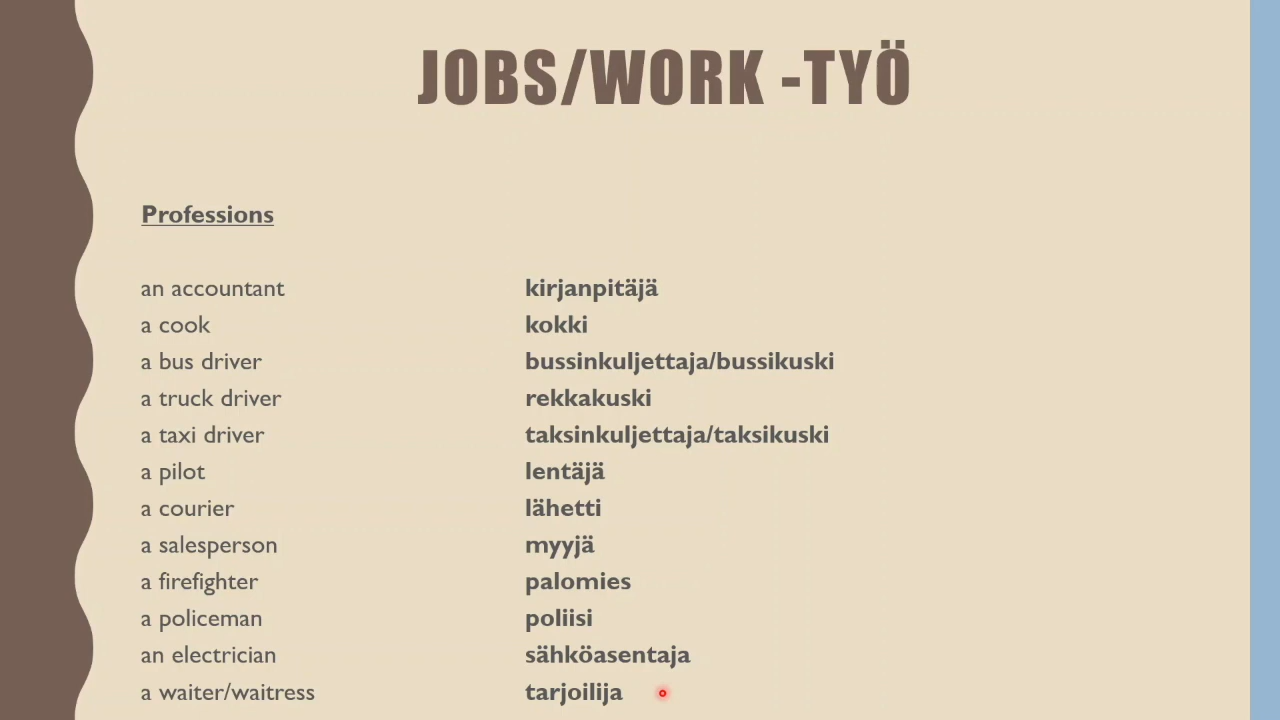 JOBS/WORK -TYÖ
Professions
an accountant kirjanpitäjä
a cook kokki
a bus driver bussinkuljettaja/bussikuski
a truck driver rekkakuski
a taxi driver taksinkuljettaja/taksikuski
a pilot lentäjä
a courier lähetti
a salesperson myyjä
a firefighter palomies
a policeman poliisi
an electrician sähköasentaja
a waiter/waitress tarjoilija